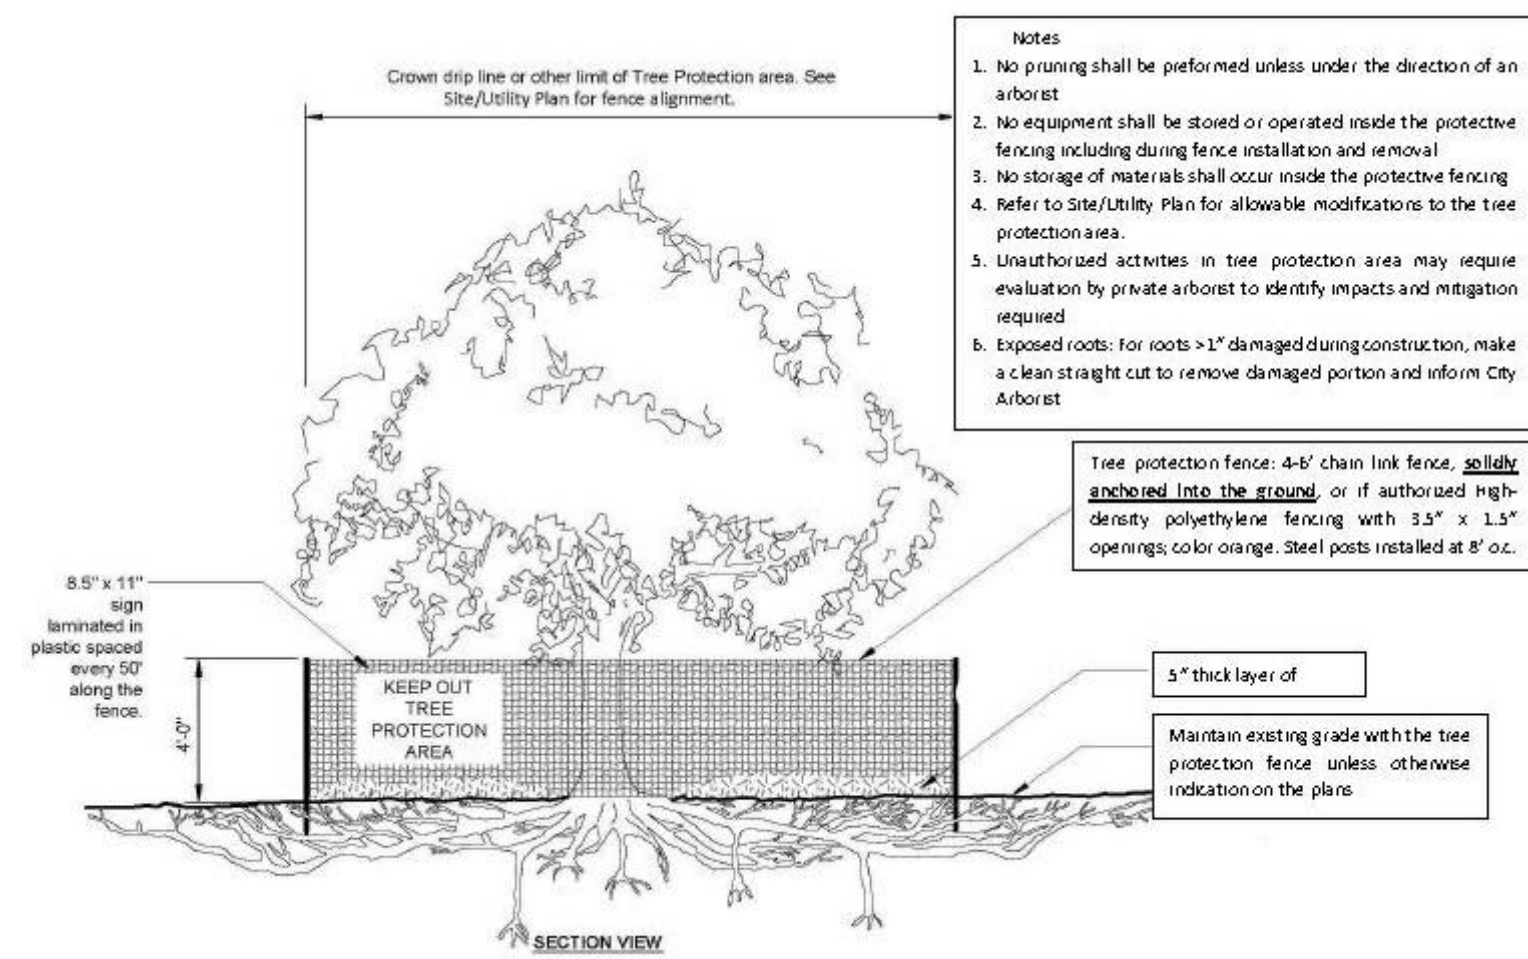 Crown drip line or other limit of Tree Protection area. See
Site/Utility Plan for fence alignment.
Notes
1. No pruning shall be preformed unless under the direction of an
arborist
2. No equipment shall be stored or operated inside the protective
fencing including during fence installation and removal
3. No storage of materials shall occur inside the protective fencing
4. Refer to Site/Utility Plan for allowable modifications to the tree
protection area.
5. Unauthorized activities in tree protection area may require
evaluation by private arborist to identify impacts and mitigation
required
6. Exposed roots: For roots >1" damaged during construction, make
a clean straight cut to remove damaged portion and inform City
Arborist
Tree protection fence: 4-6' chain link fence, solidly
anchored into the ground, or if authorized High-
density polyethylene fencing with 3.5" x 1.5"
openings; color orange. Steel posts installed at 8' o.c.
8.5" x 11"
sign
laminated in
plastic spaced
every 50'
along the
fence.
4'-0"
KEEP OUT
TREE
PROTECTION
AREA
5" thick layer of
Maintain existing grade with the tree
protection fence unless otherwise
indication on the plans
SECTION VIEW